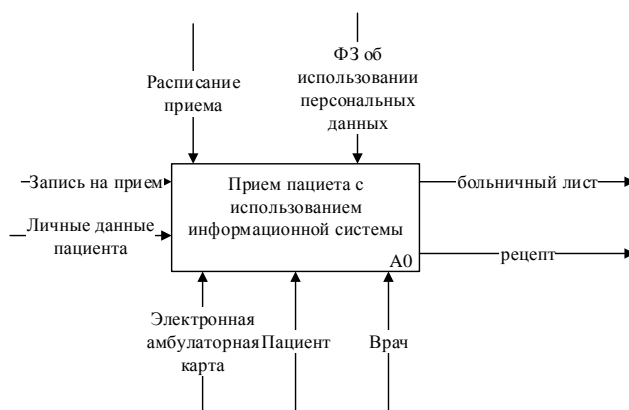 Расписание
приема
ФЗ об
использовании
персональных
данных
Запись на прием
Личные данные
пациента
Прием пациета с
использованием
информационной системы
A0
больничный лист
рецепт
Электронная
амбулаторная
карта
Пациент
Врач